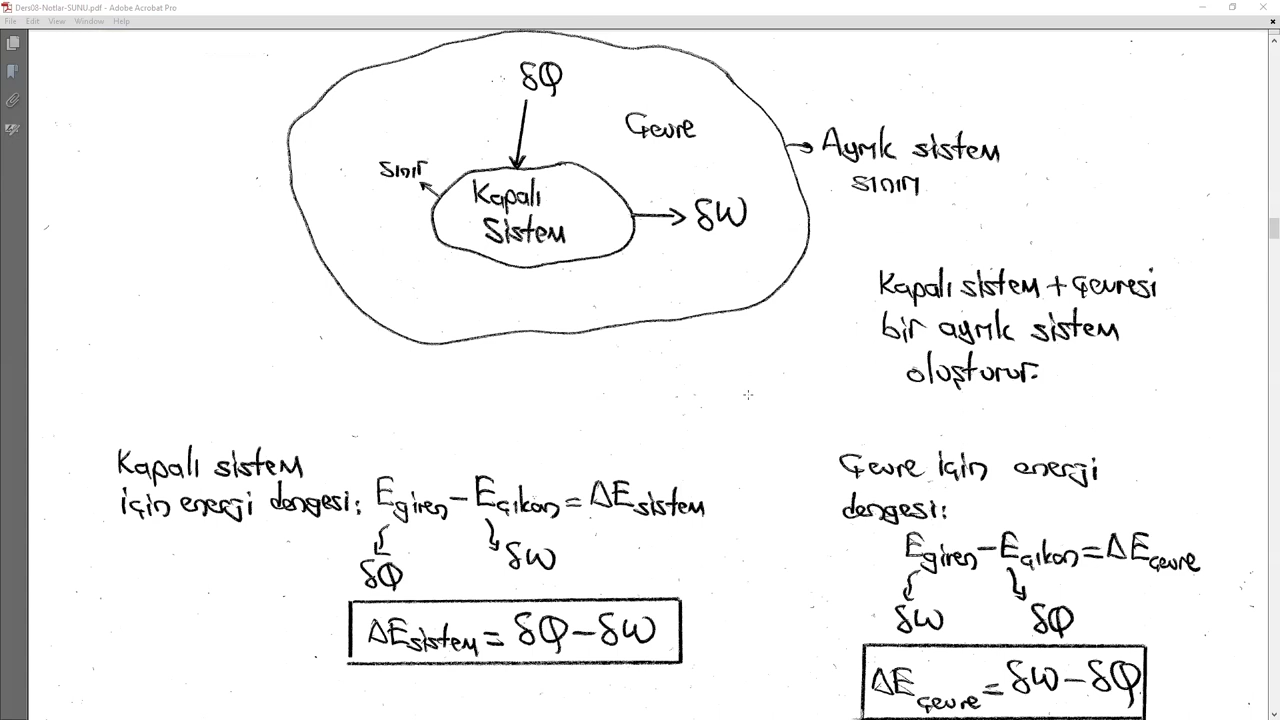 Ders08-Notlar-SUNU.pdf - Adobe Acrobat Pro
File Edit View Window Help
δQ
Çevre
Ayrık sistem
sınırı
sınır
Kapalı
Sistem
δW
Kapalı sistem + çevresi
bir ayrık sistem
oluşturur.
Kapalı sistem
için enerji dengesi: Egiren - Eçıkan = ΔEsistem
δQ
δW
ΔEsistem = δQ - δW
Çevre için enerji
dengesi:
Egiren - Eçıkan = ΔEçevre
δW δQ
ΔEçevre = δW - δQ